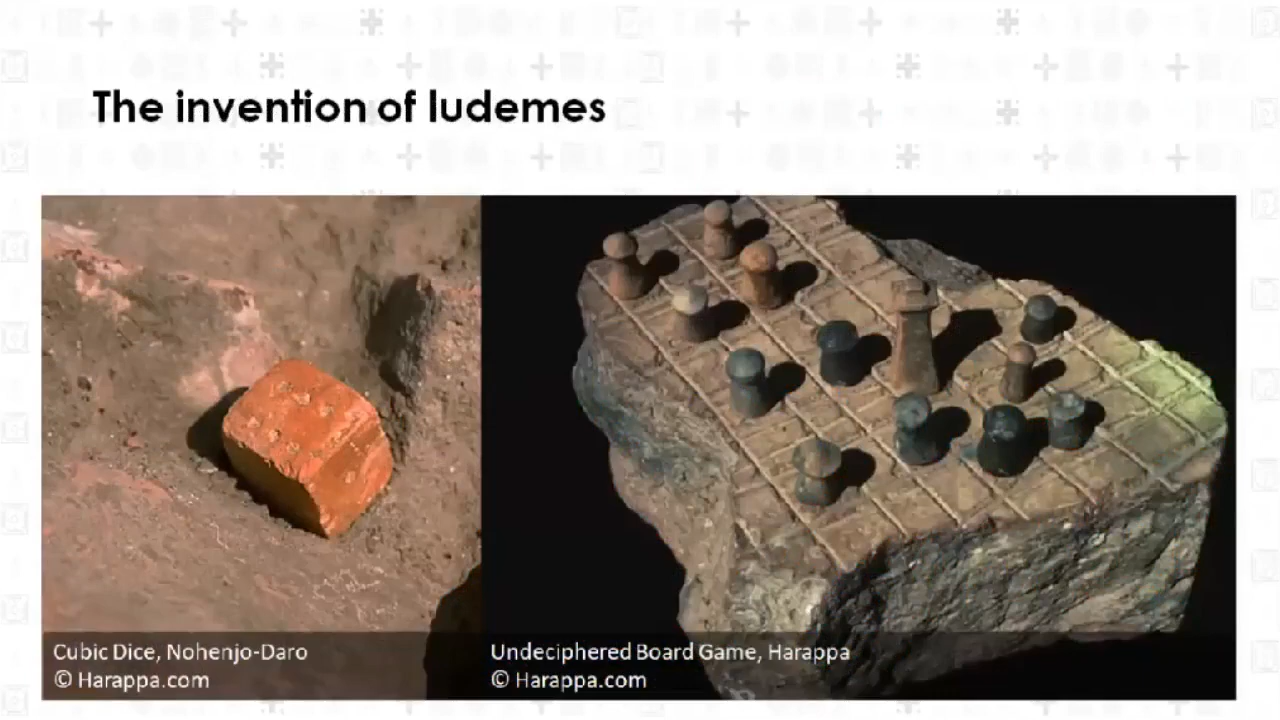 The invention of ludemes
Cubic Dice, Nohenjo-Daro
© Harappa.com
Undeciphered Board Game, Harappa
© Harappa.com